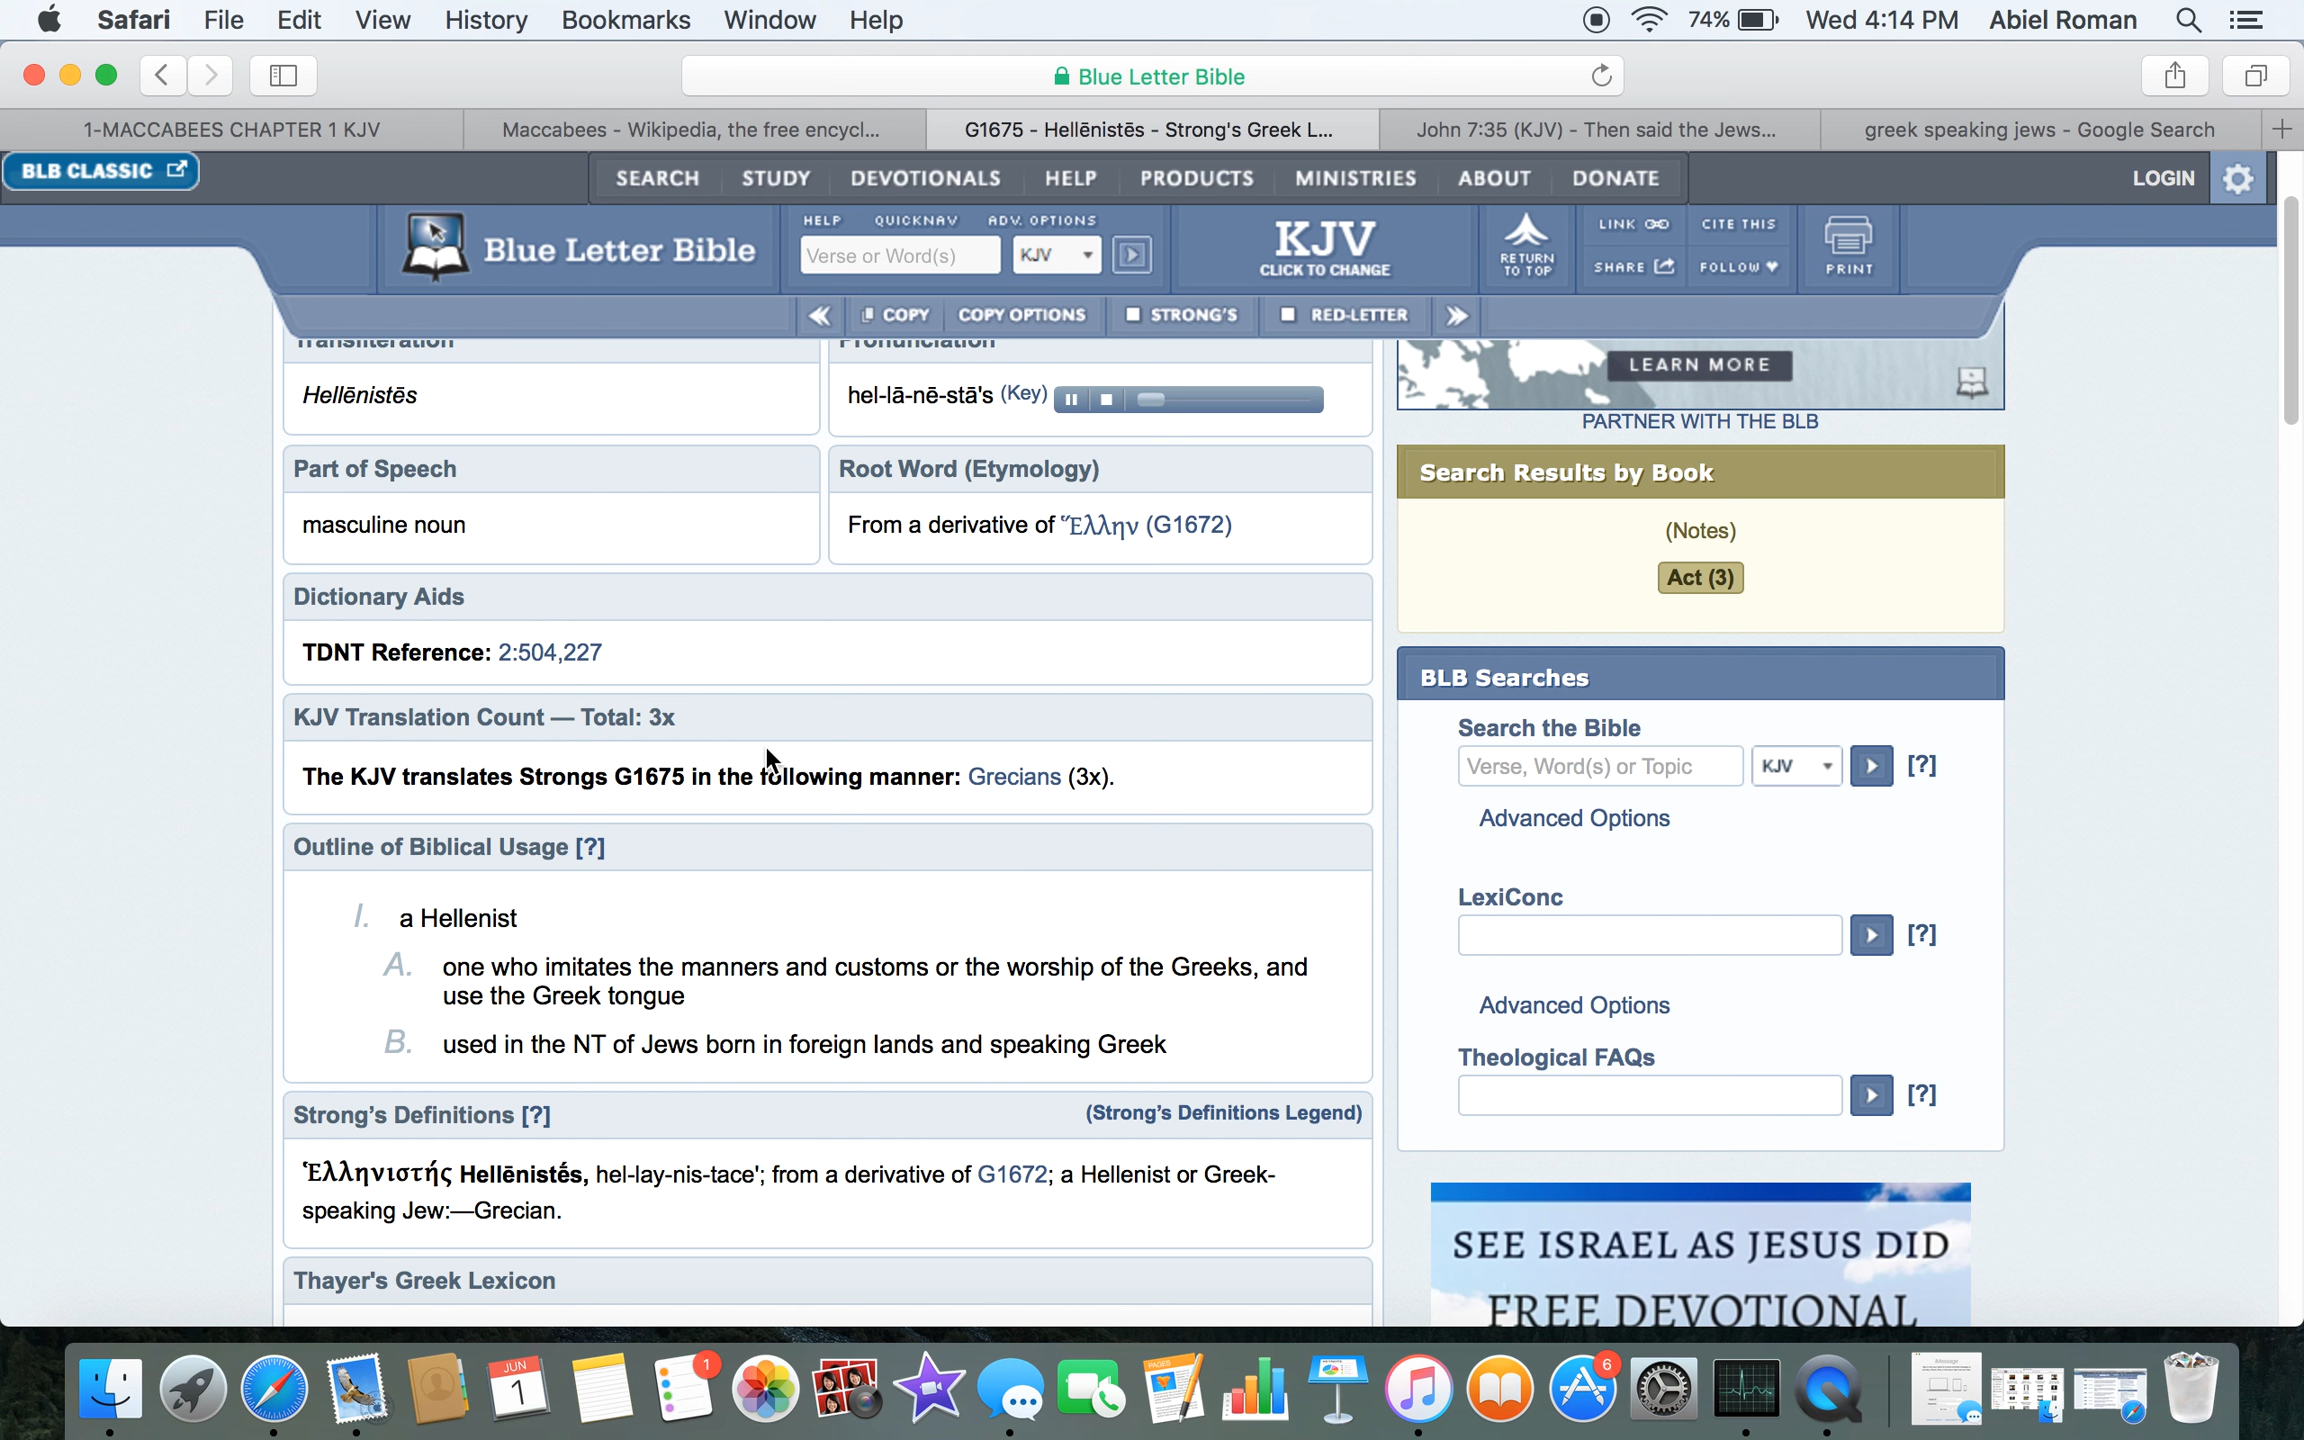 Safari File Edit View History Bookmarks Window Help 74% Wed 4:14 PM Abiel Roman
Blue Letter Bible
1-MACCABEES CHAPTER 1 KJV
Maccabees - Wikipedia, the free encycl...
G1675 - Hellēnistēs - Strong's Greek L...
John 7:35 (KJV) - Then said the Jews...
greek speaking jews - Google Search
BLB CLASSIC
SEARCH STUDY DEVOTIONALS HELP PRODUCTS MINISTRIES ABOUT DONATE
LOGIN
Blue Letter Bible
HELP QUICKNAV ADV. OPTIONS
Verse or Word(s) KJV
KJV
CLICK TO CHANGE
RETURN
TO TOP
LINK CITE THIS
SHARE FOLLOW
PRINT
COPY COPY OPTIONS STRONG'S RED-LETTER
Transliteration
Hellēnistēs
Pronunciation
hel-lā-nē-stā's (Key)
Part of Speech
masculine noun
Root Word (Etymology)
From a derivative of Ἕλλην (G1672)
Dictionary Aids
TDNT Reference: 2:504,227
KJV Translation Count — Total: 3x
The KJV translates Strongs G1675 in the following manner: Grecians (3x).
Outline of Biblical Usage [?]
I. a Hellenist
A. one who imitates the manners and customs or the worship of the Greeks, and
use the Greek tongue
B. used in the NT of Jews born in foreign lands and speaking Greek
Strong's Definitions [?] (Strong's Definitions Legend)
Ἑλληνιστής Hellēnistḗs, hel-lay-nis-tace'; from a derivative of G1672; a Hellenist or Greek-
speaking Jew:—Grecian.
Thayer's Greek Lexicon
LEARN MORE
PARTNER WITH THE BLB
Search Results by Book
(Notes)
Act (3)
BLB Searches
Search the Bible
Verse, Word(s) or Topic KJV [?]
Advanced Options
LexiConc
[?]
Advanced Options
Theological FAQs
[?]
SEE ISRAEL AS JESUS DID
FREE DEVOTIONAL
JUN
1
1
PAGES
6